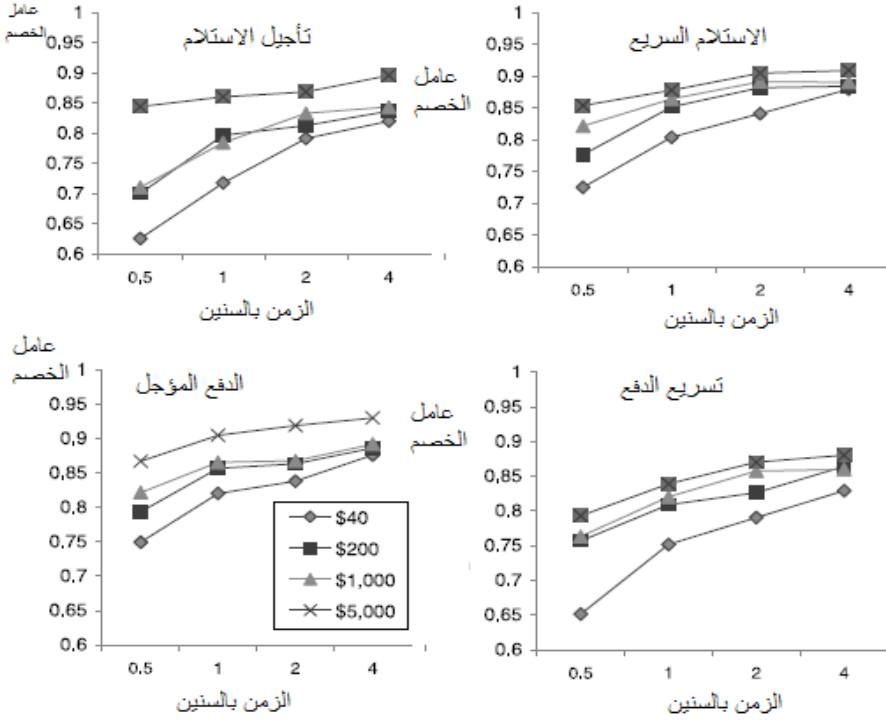 عامل
الخصم
تأجيل الاستلام
1
0,95
0,9
0,85
0,8
0,75
0,7
0,65
0,6
0,5 1 2 4
الزمن بالسنين
عامل
الخصم
الاستلام السريع
1
0,95
0,9
0,85
0,8
0,75
0,7
0,65
0,6
0.5 1 2 4
الزمن بالسنين
عامل
الخصم
الدفع المؤجل
1
0.95
0.9
0.85
0.8
0.75
0.7
0.65
0.6
$40
$200
$1,000
$5,000
0.5 1 2 4
الزمن بالسنين
عامل
الخصم
تسريع الدفع
1
0.95
0.9
0.85
0.8
0.75
0.7
0.65
0.6
0.5 1 2 4
الزمن بالسنين